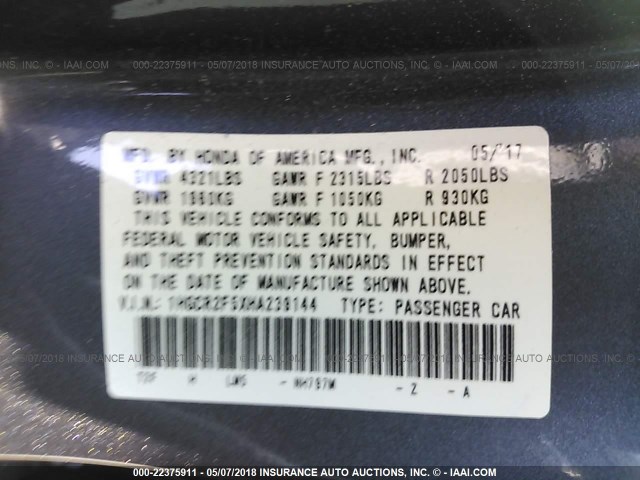 000-22375911 - 05/07/2018 INSURANCE AUTO AUCTIONS, INC. - IAAI.COM
MFD. BY HONDA OF AMERICA MFG., INC. 05/17
GVWR 4321LBS GAWR F 2315LBS R 2050LBS
GVWR 1960KG GAWR F 1050KG R 930KG
THIS VEHICLE CONFORMS TO ALL APPLICABLE
FEDERAL MOTOR VEHICLE SAFETY, BUMPER,
AND THEFT PREVENTION STANDARDS IN EFFECT
ON THE DATE OF MANUFACTURE SHOWN ABOVE.
V.I.N.: TYPE: PASSENGER CAR
H - NH797M - 2 - A
000-22375911 - 05/07/2018 INSURANCE AUTO AUCTIONS, INC. - IAAI.COM